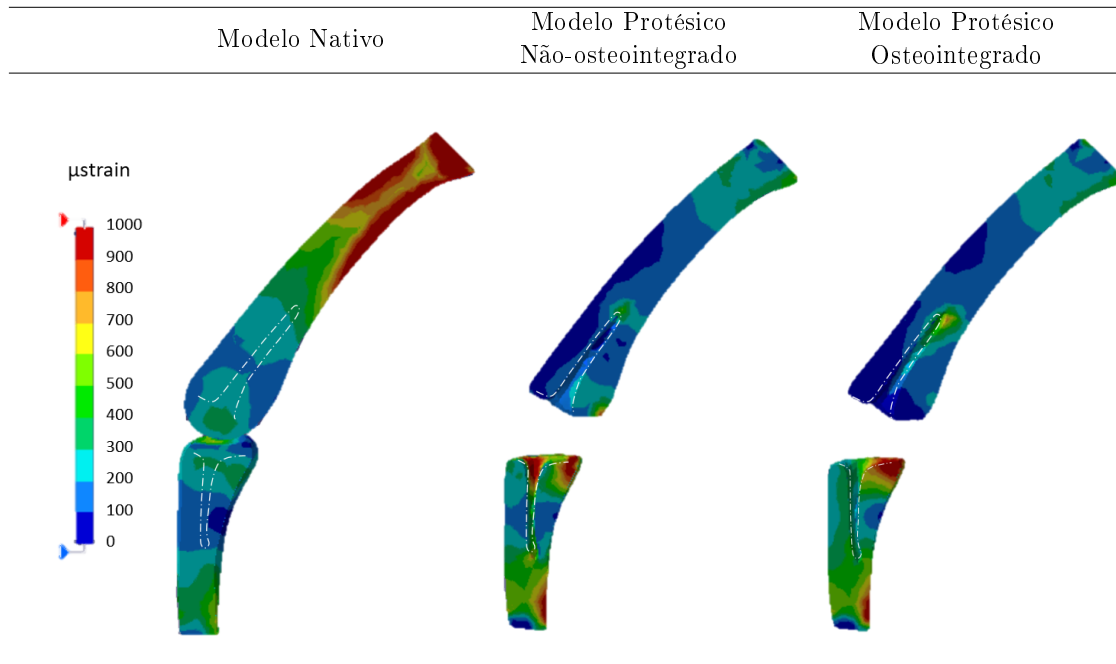 Modelo Nativo
Modelo Protésico
Não-osteointegrado
Modelo Protésico
Osteointegrado
μstrain
1000
900
800
700
600
500
400
300
200
100
0